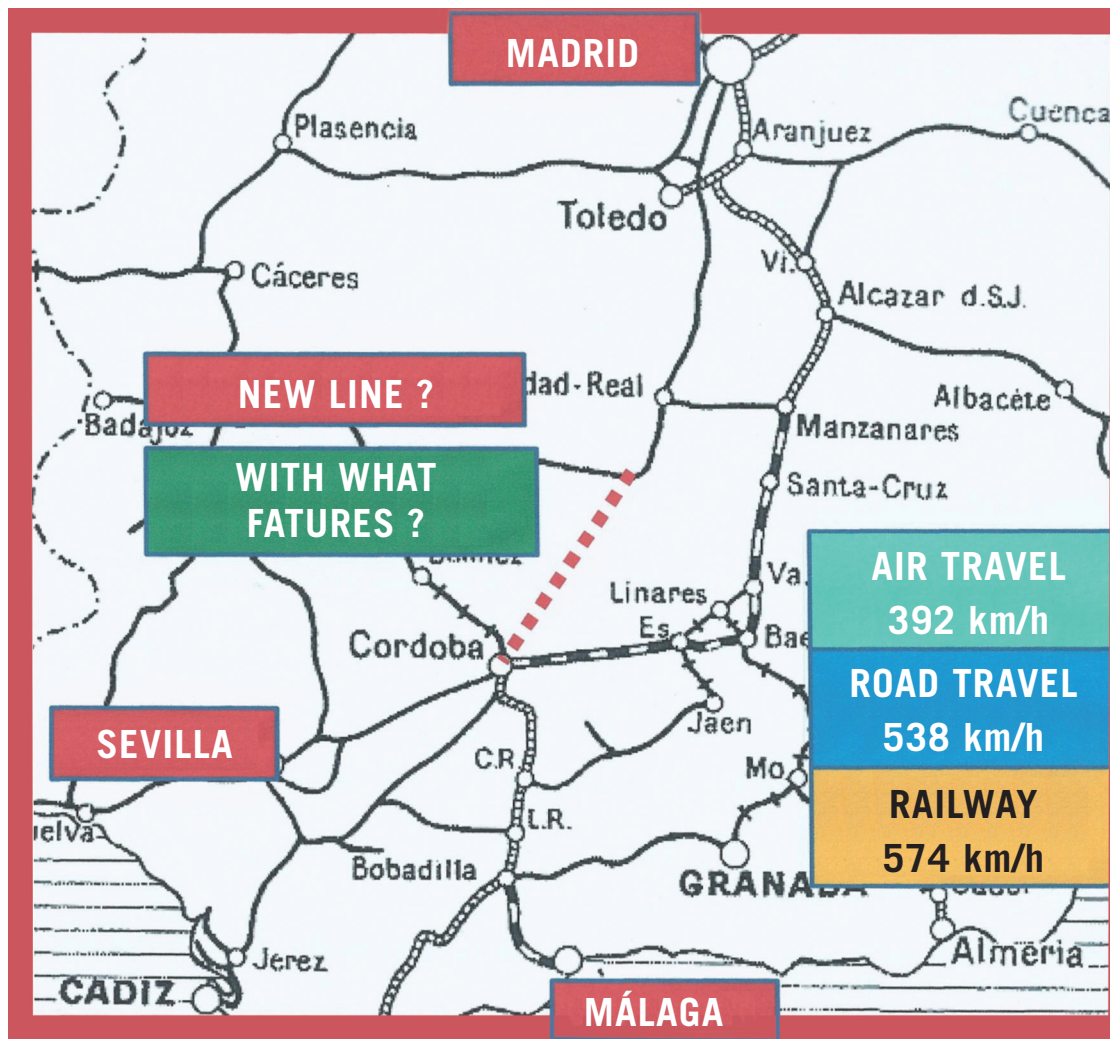 MADRID
Cuenca
Plasencia
Aranjuez
Toledo
Vi.
Cáceres
Alcazar d.S.J.
NEW LINE ?
dad-Real
Albacéte
Badajoz
Manzanares
WITH WHAT
FATURES ?
Santa-Cruz
AIR TRAVEL
392 km/h
Va.
Linares
Es
Bae
Cordoba
ROAD TRAVEL
538 km/h
Jaen
SEVILLA
C.R.
Mo.
RAILWAY
574 km/h
uelva
L.R.
Bobadilla
GRANADA
Almeria
Jerez
CADIZ
MÁLAGA